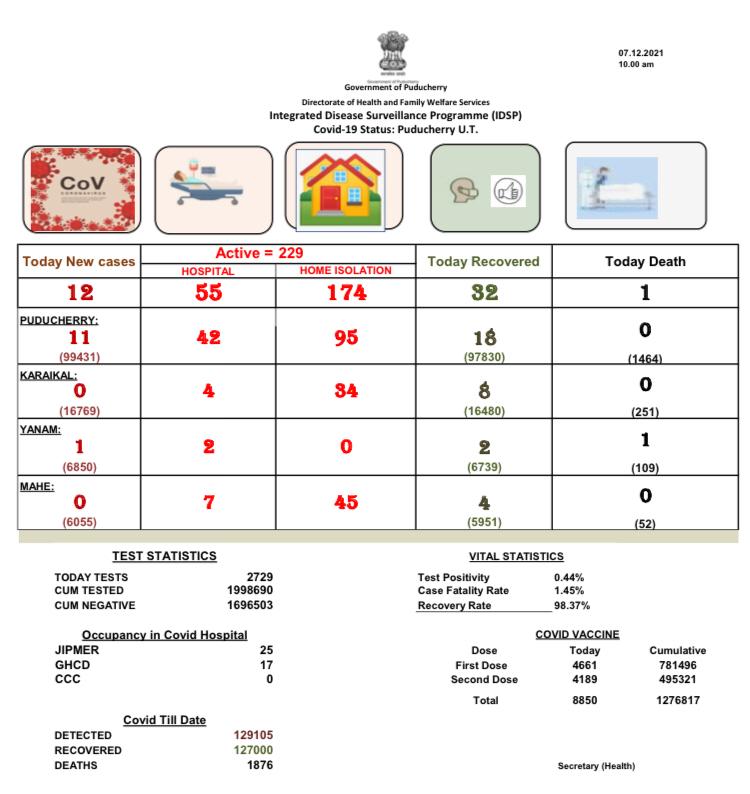 07.12.2021
10.00 am
Government of Puducherry
Government of Puducherry
Directorate of Health and Family Welfare Services
Integrated Disease Surveillance Programme (IDSP)
Covid-19 Status: Puducherry U.T.
CoV
CORONAVIRUS
Today New cases
Active = 229
HOSPITAL HOME ISOLATION
Today Recovered
Today Death
12 55 174 32 1
PUDUCHERRY:
11 42 95 18 0
(99431) (97830) (1464)
KARAIKAL:
0 4 34 8 0
(16769) (16480) (251)
YANAM:
1 2 0 2 1
(6850) (6739) (109)
MAHE:
0 7 45 4 0
(6055) (5951) (52)
TEST STATISTICS
TODAY TESTS 2729
CUM TESTED 1998690
CUM NEGATIVE 1696503
VITAL STATISTICS
Test Positivity 0.44%
Case Fatality Rate 1.45%
Recovery Rate 98.37%
Occupancy in Covid Hospital
JIPMER 25
GHCD 17
CCC 0
COVID VACCINE
Dose Today Cumulative
First Dose 4661 781496
Second Dose 4189 495321
Total 8850 1276817
Covid Till Date
DETECTED 129105
RECOVERED 127000
DEATHS 1876
Secretary (Health)